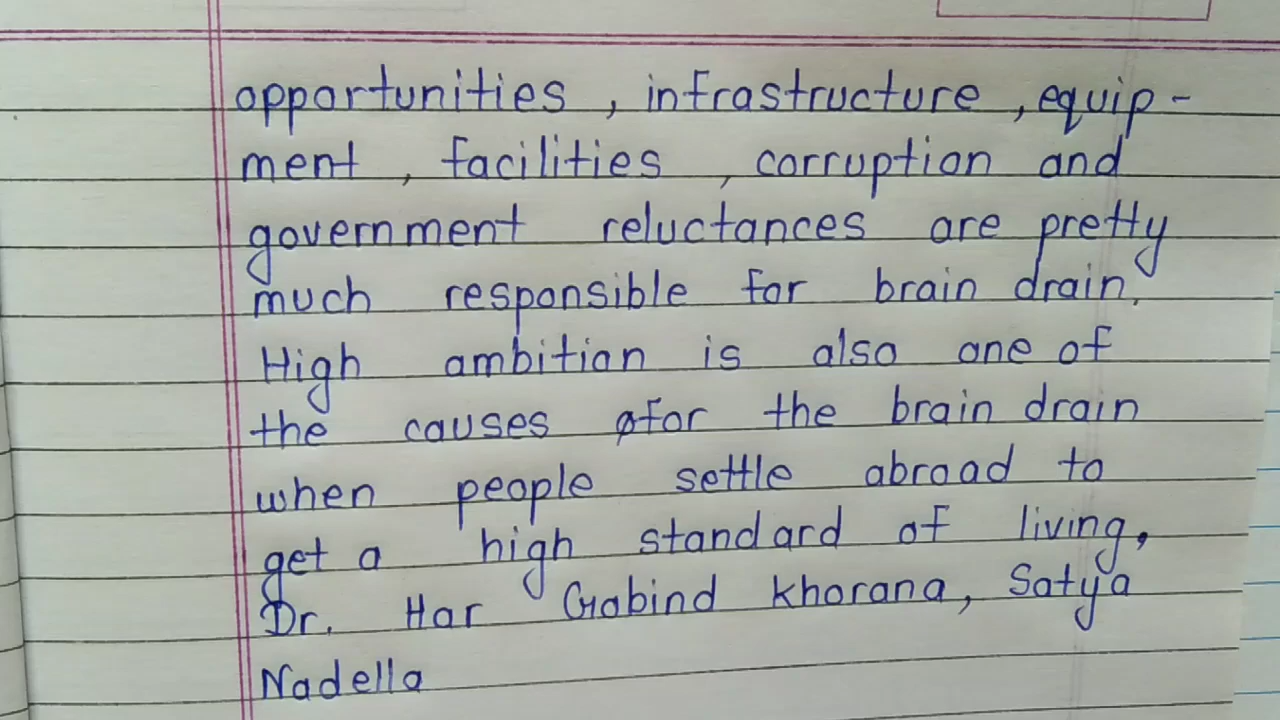 opportunities , infrastructure , equip-
ment , facilities , corruption and
government reluctances are pretty
much responsible for brain drain.
High ambition is also one of
the causes for the brain drain
when people settle abroad to
get a high standard of living,
Dr. Har Gobind khorana, Satya
Nadella